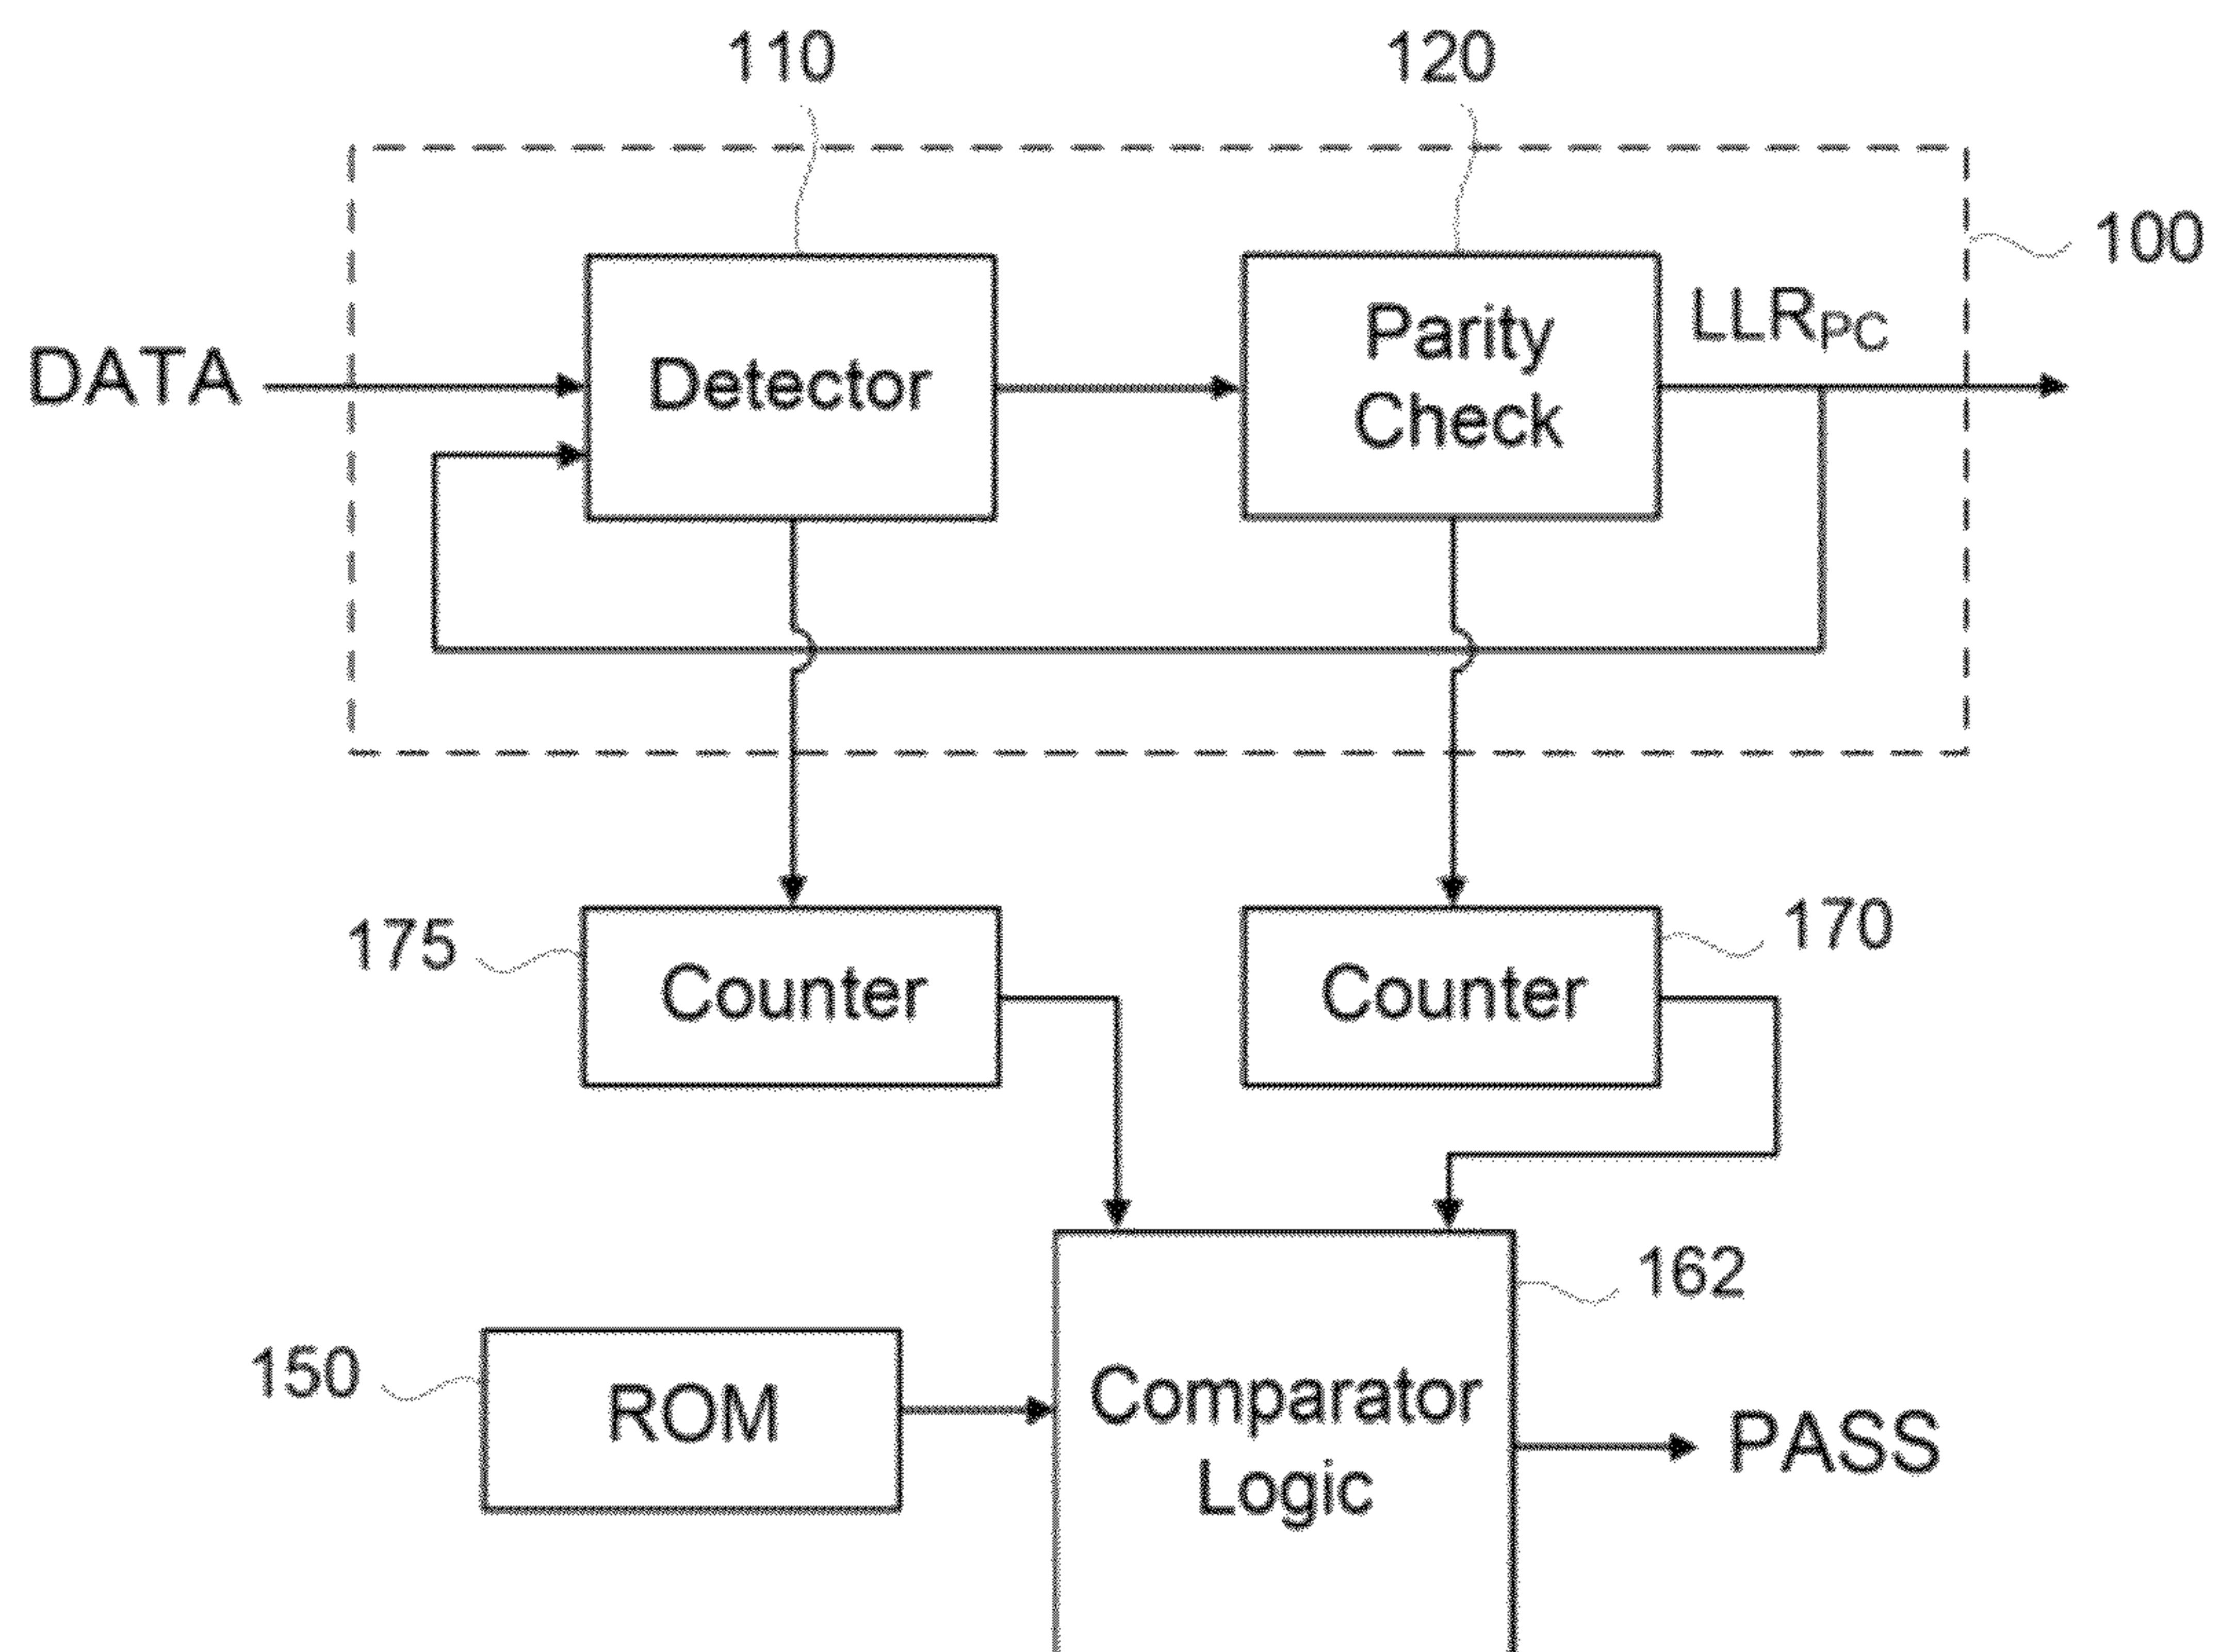 110
120
100
DATA
Detector
Parity
Check
LLRPC
175
Counter
170
Counter
162
150
ROM
Comparator
Logic
PASS